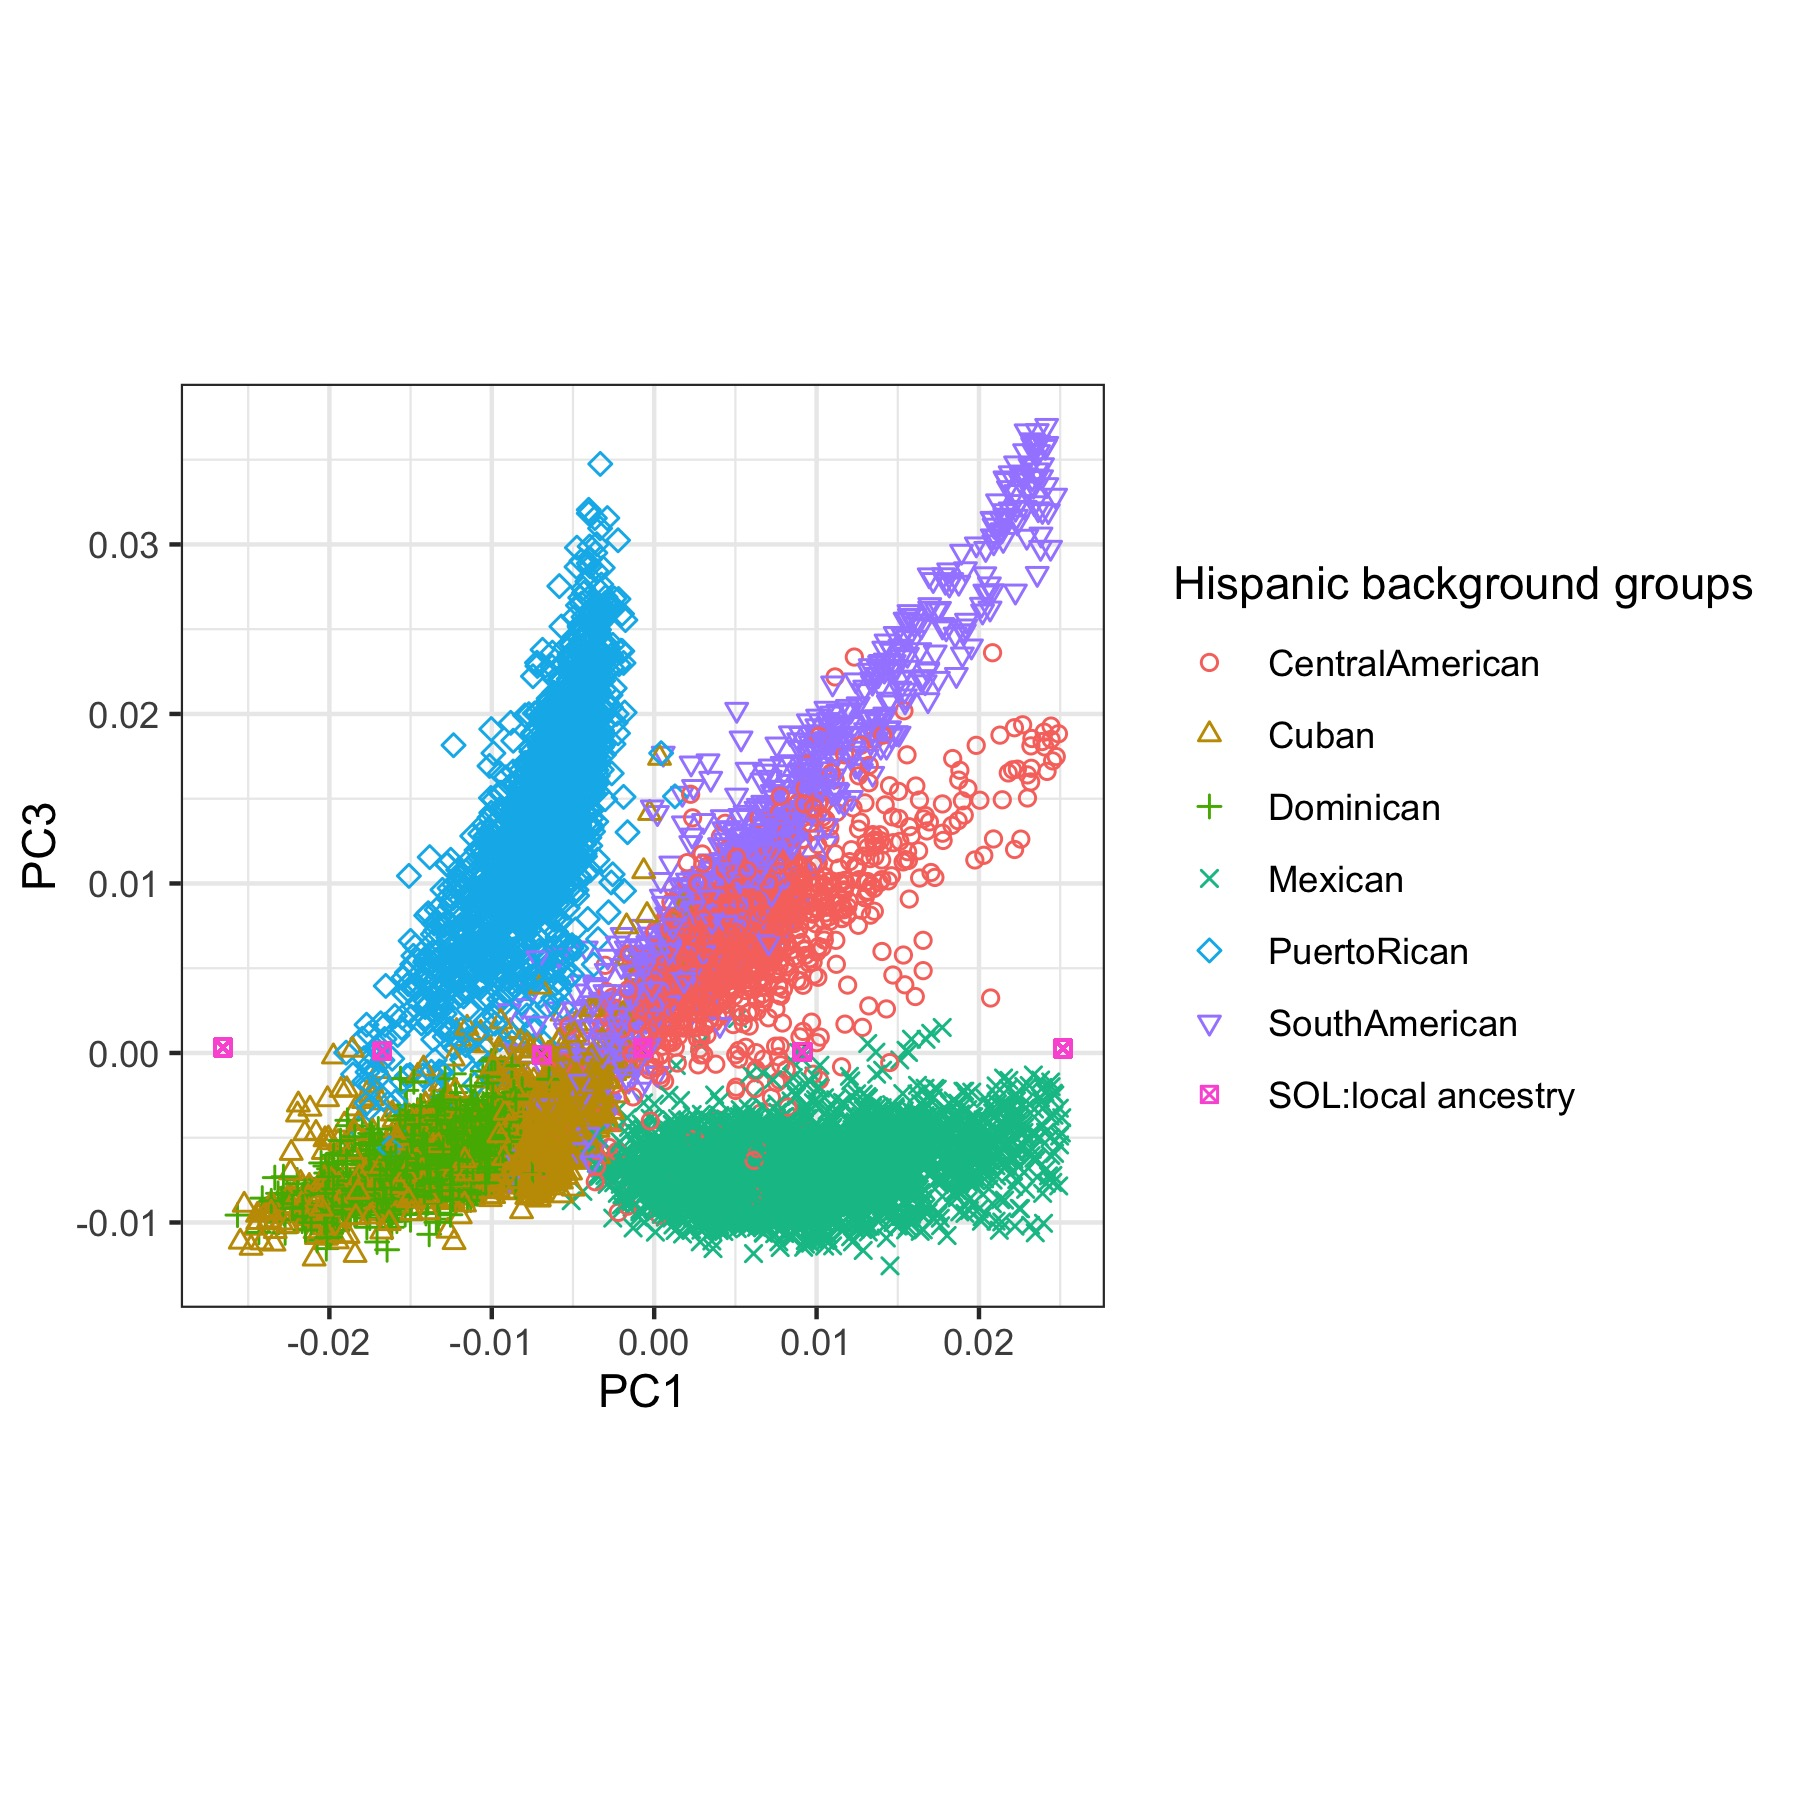 Hispanic background groups
CentralAmerican
Cuban
Dominican
Mexican
PuertoRican
SouthAmerican
SOL:local ancestry
PC3
0.03
0.02
0.01
0.00
-0.01
-0.02 -0.01 0.00 0.01 0.02
PC1